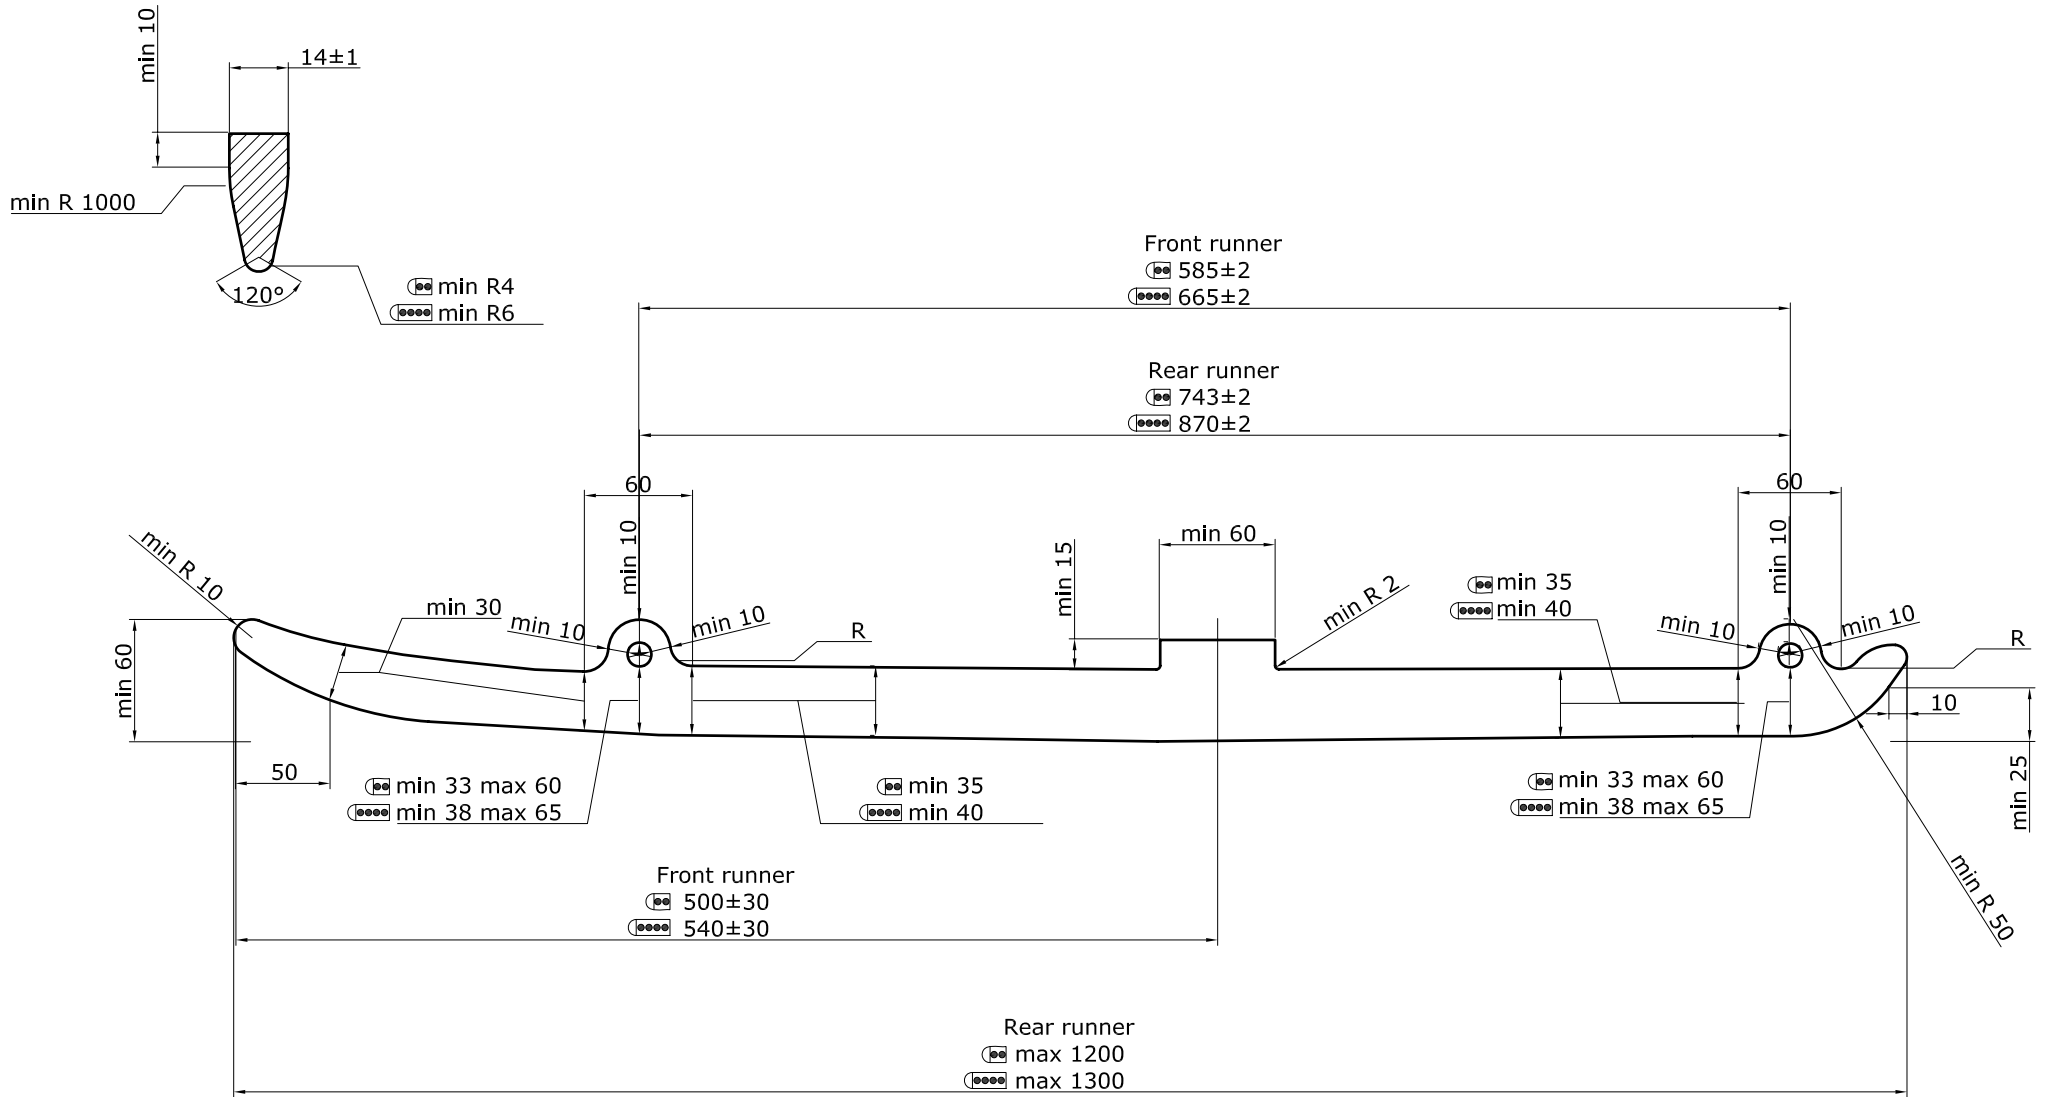 min 10
14±1
min R 1000
120°
min R4
min R6
Front runner
585±2
665±2
Rear runner
743±2
870±2
60
min 10
min 60
min 15
min R 2
60
min 10
min 35
min 40
min R 10
min 30
min 10
min 10
R
min 10
min 10
R
min 60
50
10
min 25
min 33 max 60
min 38 max 65
min 35
min 40
min 33 max 60
min 38 max 65
min R 50
Front runner
500±30
540±30
Rear runner
max 1200
max 1300